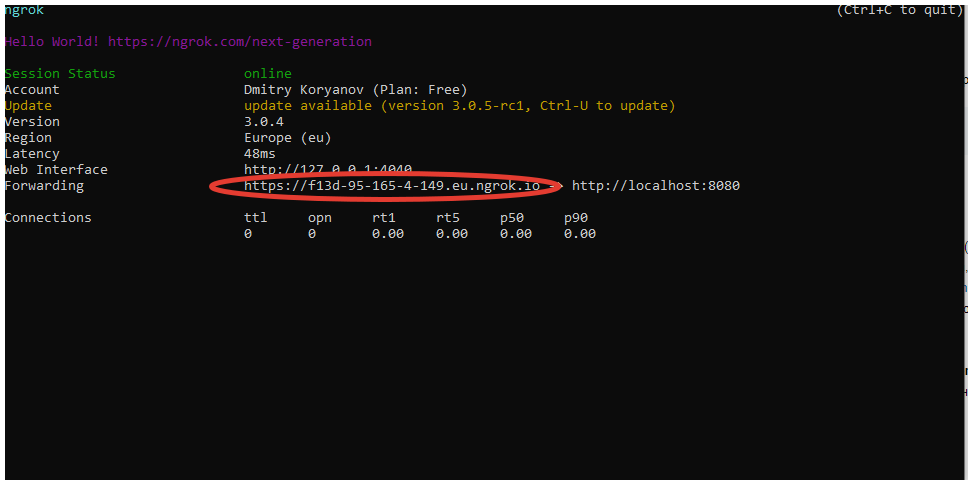 ngrok (Ctrl+C to quit)
Hello World! https://ngrok.com/next-generation
Session Status online
Account Dmitry Koryanov (Plan: Free)
Update update available (version 3.0.5-rc1, Ctrl-U to update)
Version 3.0.4
Region Europe (eu)
Latency 48ms
Web Interface http://127.0.0.1:4040
Forwarding https://f13d-95-165-4-149.eu.ngrok.io -> http://localhost:8080
Connections ttl opn rt1 rt5 p50 p90
0 0 0.00 0.00 0.00 0.00